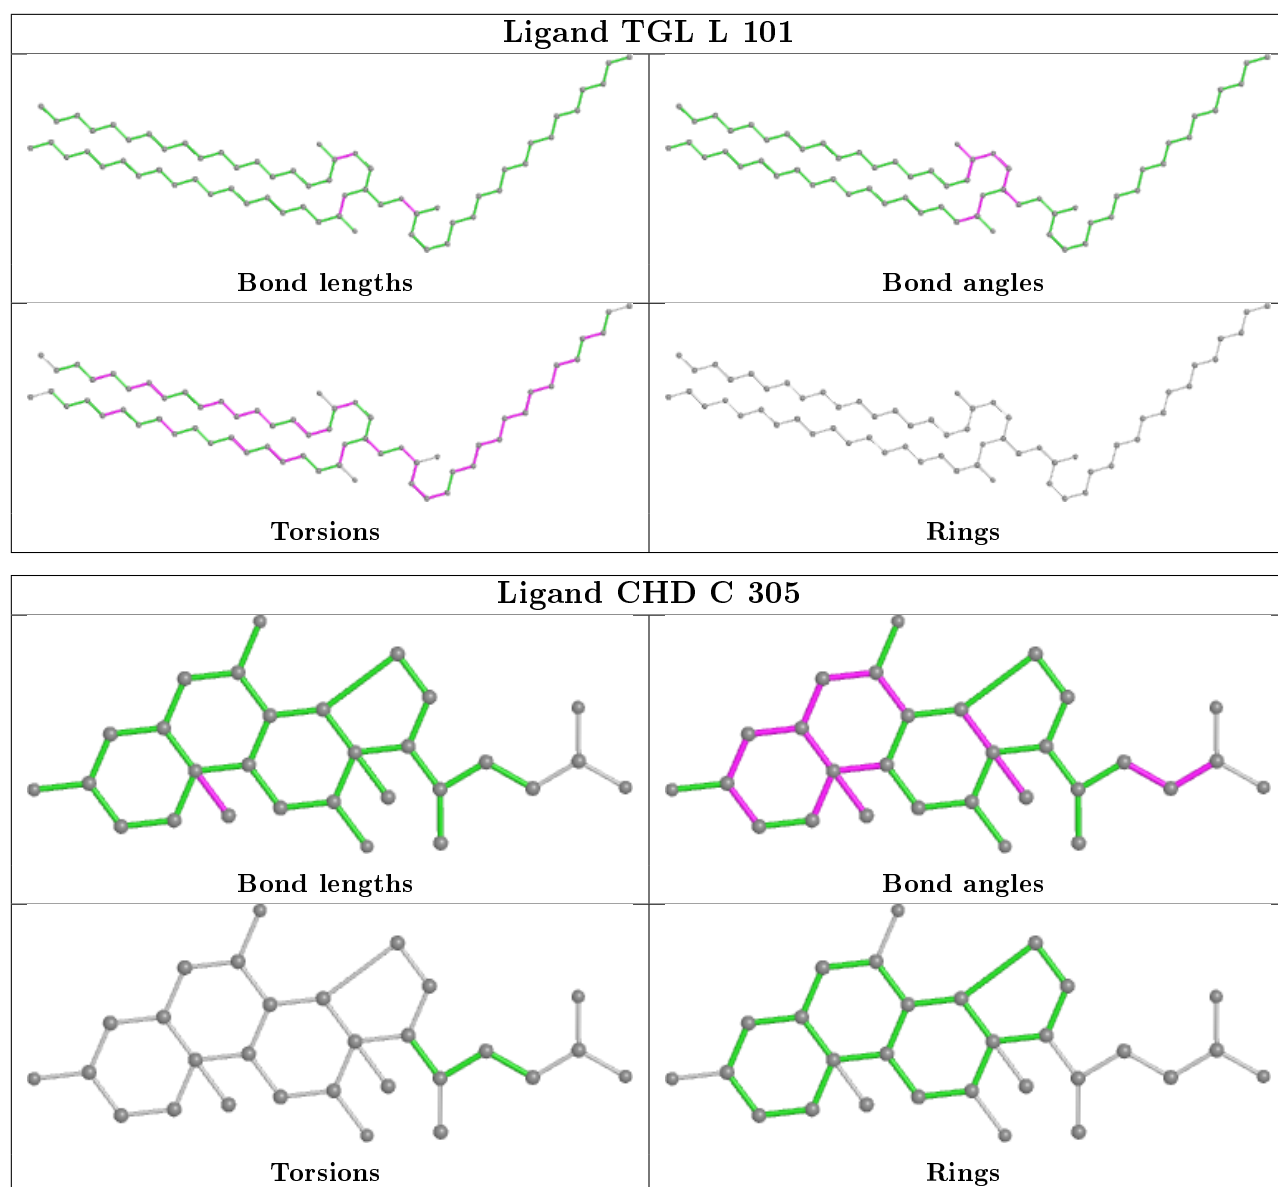 Ligand TGL L 101
Bond lengths
Bond angles
Torsions
Rings
Ligand CHD C 305
Bond lengths
Bond angles
Torsions
Rings